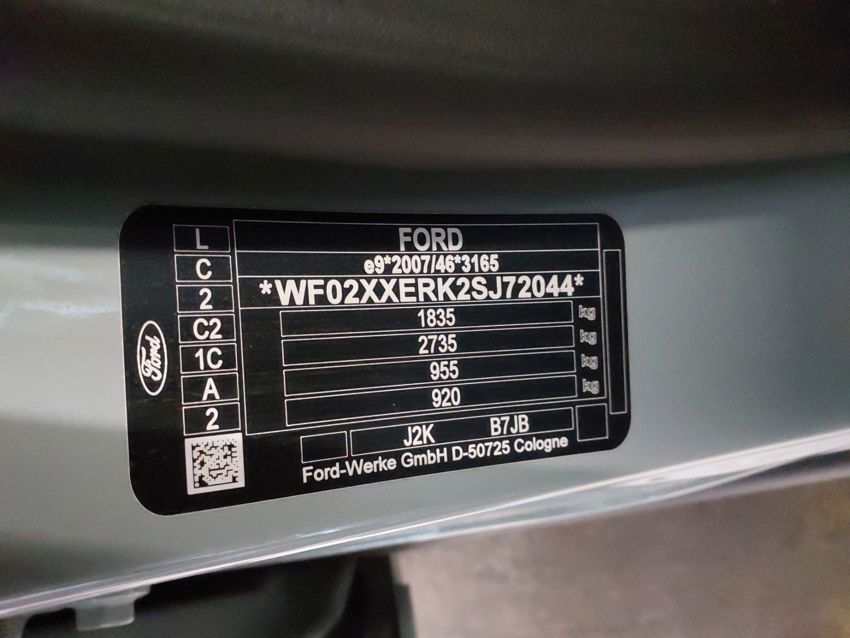 L
FORD
C
e9*2007/46*3165
2
*WF02XXERK2SJ72044*
C2
1835 kg
1C
2735 kg
A
955 kg
2
920 kg
J2K B7JB
Ford-Werke GmbH D-50725 Cologne
Ford